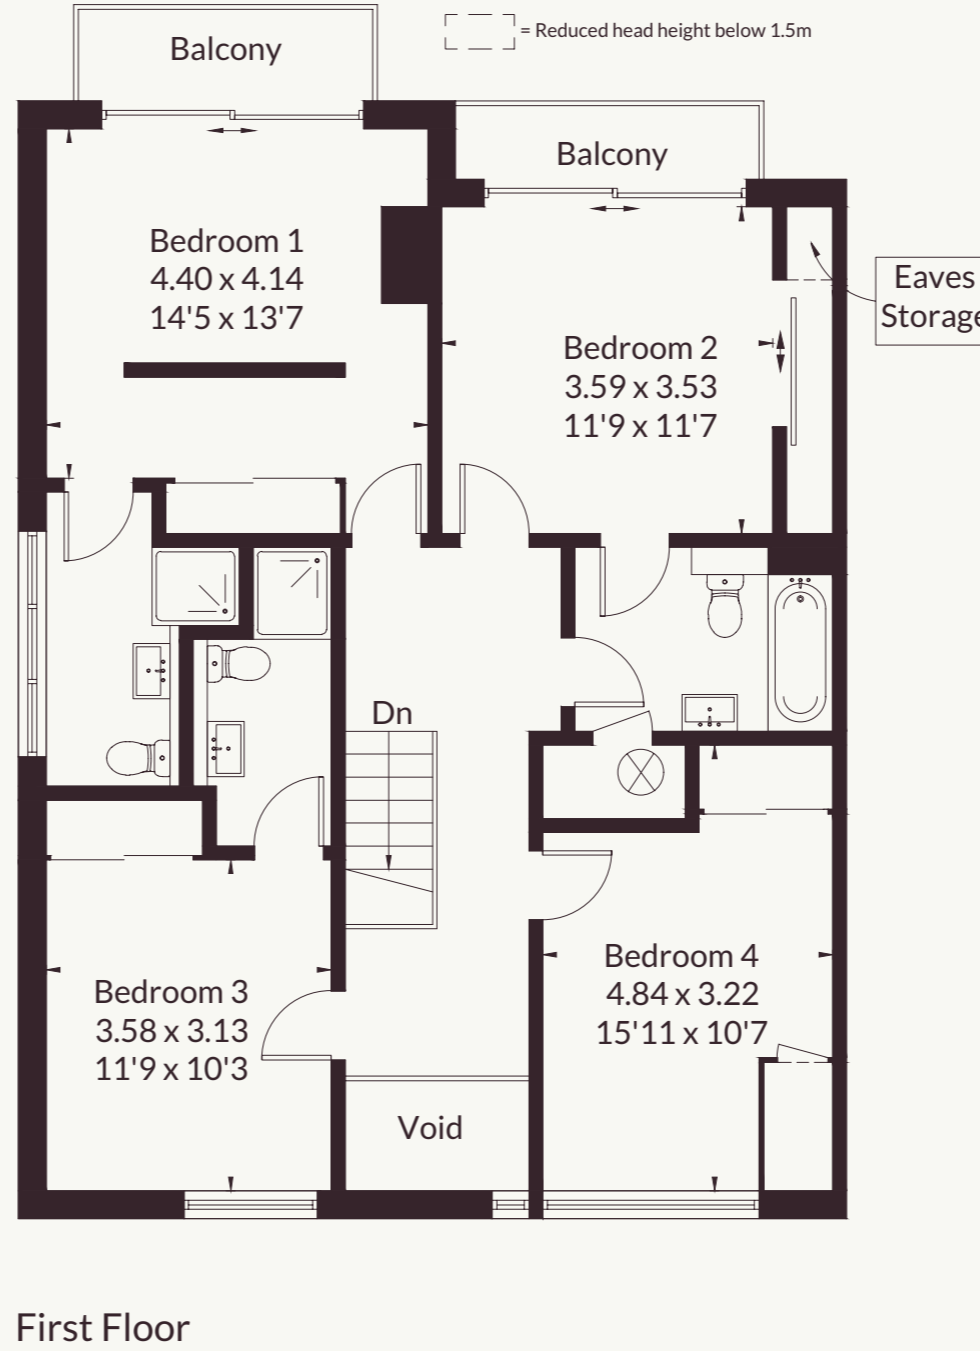 Balcony
= Reduced head height below 1.5m
Balcony
Bedroom 1
4.40 x 4.14
14'5 x 13'7
Eaves
Storage
Bedroom 2
3.59 x 3.53
11'9 x 11'7
Dn
Bedroom 4
4.84 x 3.22
15'11 x 10'7
Bedroom 3
3.58 x 3.13
11'9 x 10'3
Void
First Floor